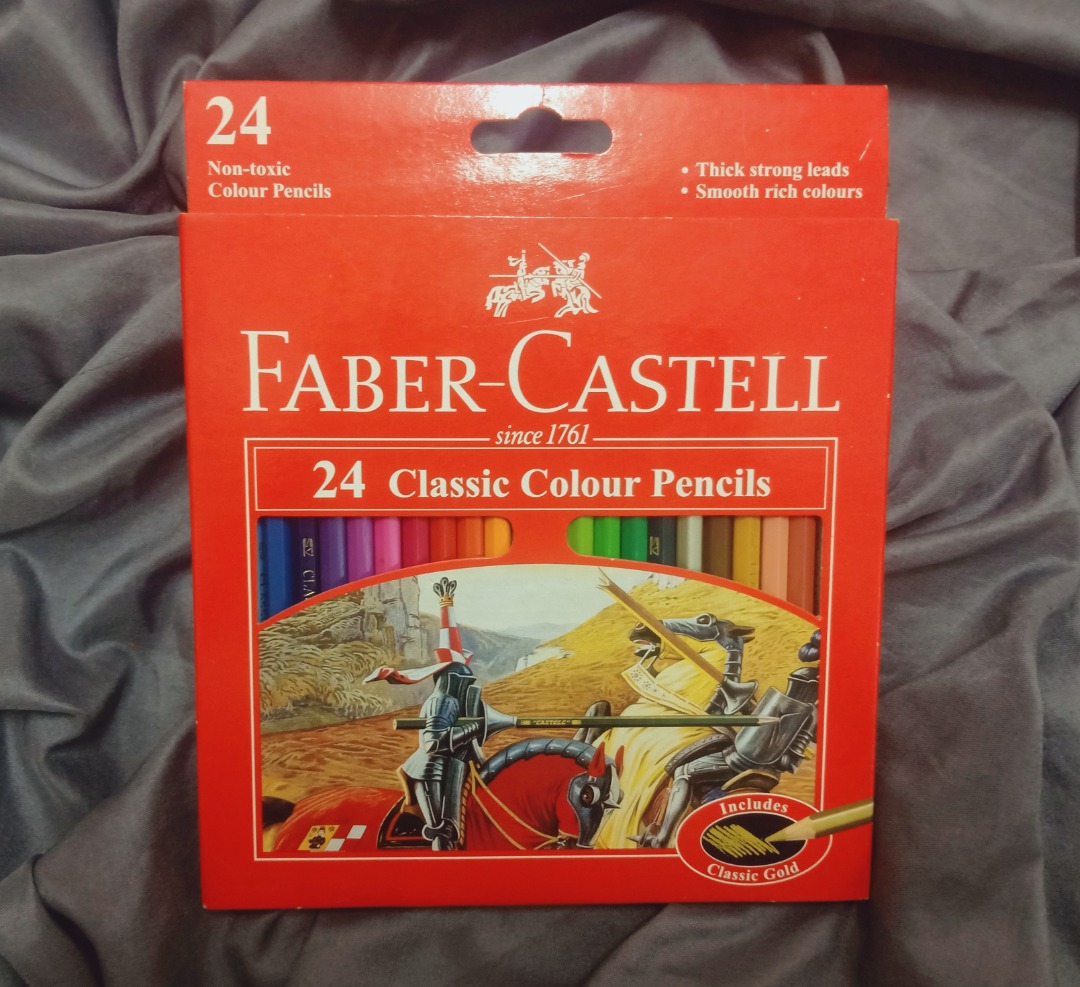 24
Non-toxic
Colour Pencils
• Thick strong leads
• Smooth rich colours
FABER-CASTELL
since 1761
24 Classic Colour Pencils
"CASTELL"
Includes
Classic Gold